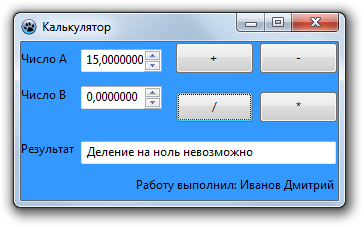 Калькулятор
Число А 15,0000000 + -
Число В 0,0000000 / *
Результат Деление на ноль невозможно
Работу выполнил: Иванов Дмитрий